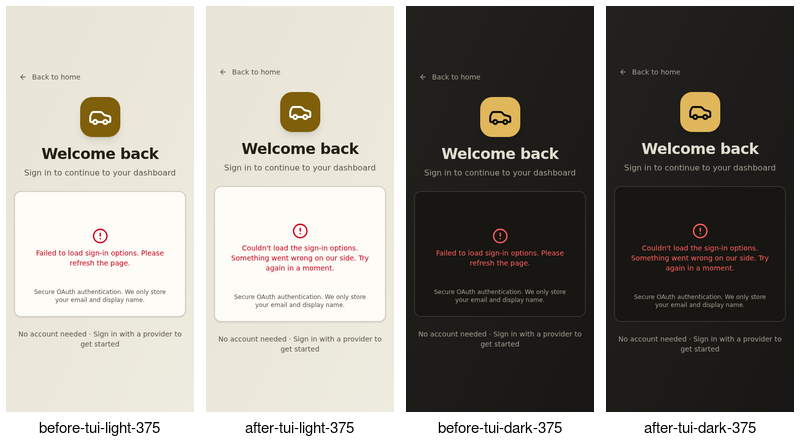 Back to home
Welcome back
Sign in to continue to your dashboard
Failed to load sign-in options. Please
refresh the page.
Secure OAuth authentication. We only store
your email and display name.
No account needed · Sign in with a provider to
get started
before-tui-light-375
Back to home
Welcome back
Sign in to continue to your dashboard
Couldn't load the sign-in options.
Something went wrong on our side. Try
again in a moment.
Secure OAuth authentication. We only store
your email and display name.
No account needed · Sign in with a provider to
get started
after-tui-light-375
Back to home
Welcome back
Sign in to continue to your dashboard
Failed to load sign-in options. Please
refresh the page.
Secure OAuth authentication. We only store
your email and display name.
No account needed · Sign in with a provider to
get started
before-tui-dark-375
Back to home
Welcome back
Sign in to continue to your dashboard
Couldn't load the sign-in options.
Something went wrong on our side. Try
again in a moment.
Secure OAuth authentication. We only store
your email and display name.
No account needed · Sign in with a provider to
get started
after-tui-dark-375